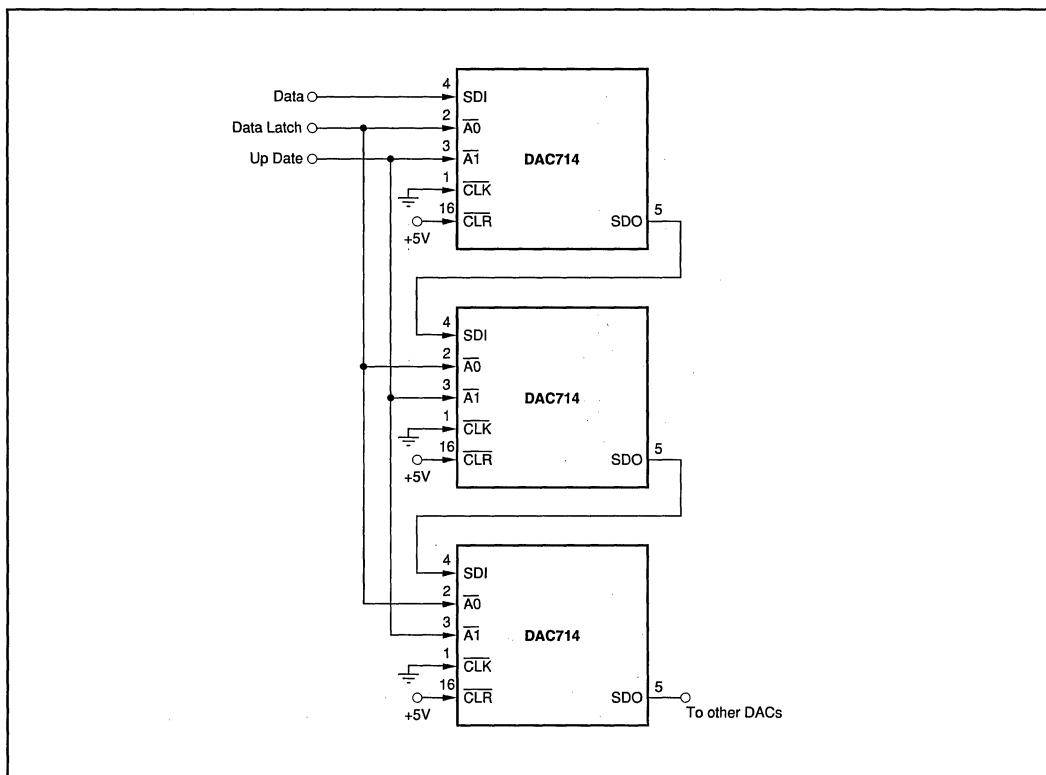 Data
Data Latch
Up Date
4
SDI
2
A0
3
A1
DAC714
1
CLK
16
CLR
+5V
SDO
5
4
SDI
2
A0
3
A1
DAC714
1
CLK
16
CLR
+5V
SDO
5
4
SDI
2
A0
3
A1
DAC714
1
CLK
16
CLR
+5V
SDO
5
To other DACs